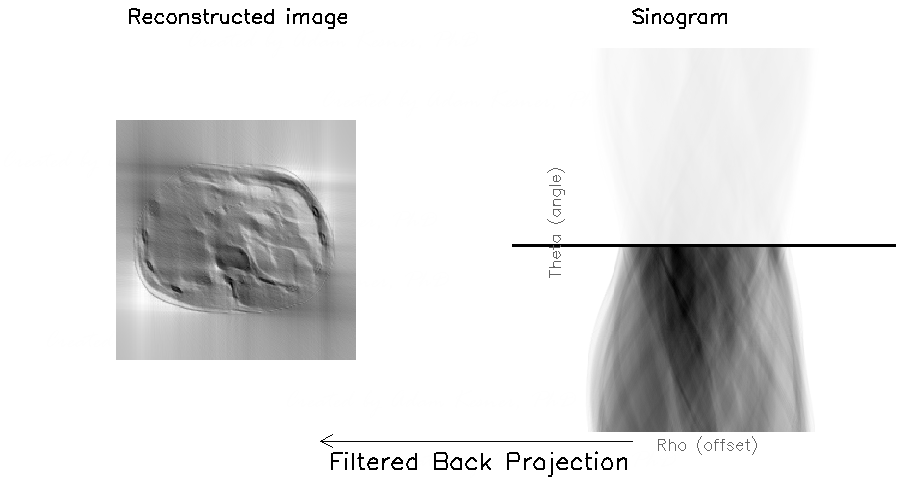 Reconstructed image
Sinogram
Theta (angle)
Rho (offset)
Filtered Back Projection